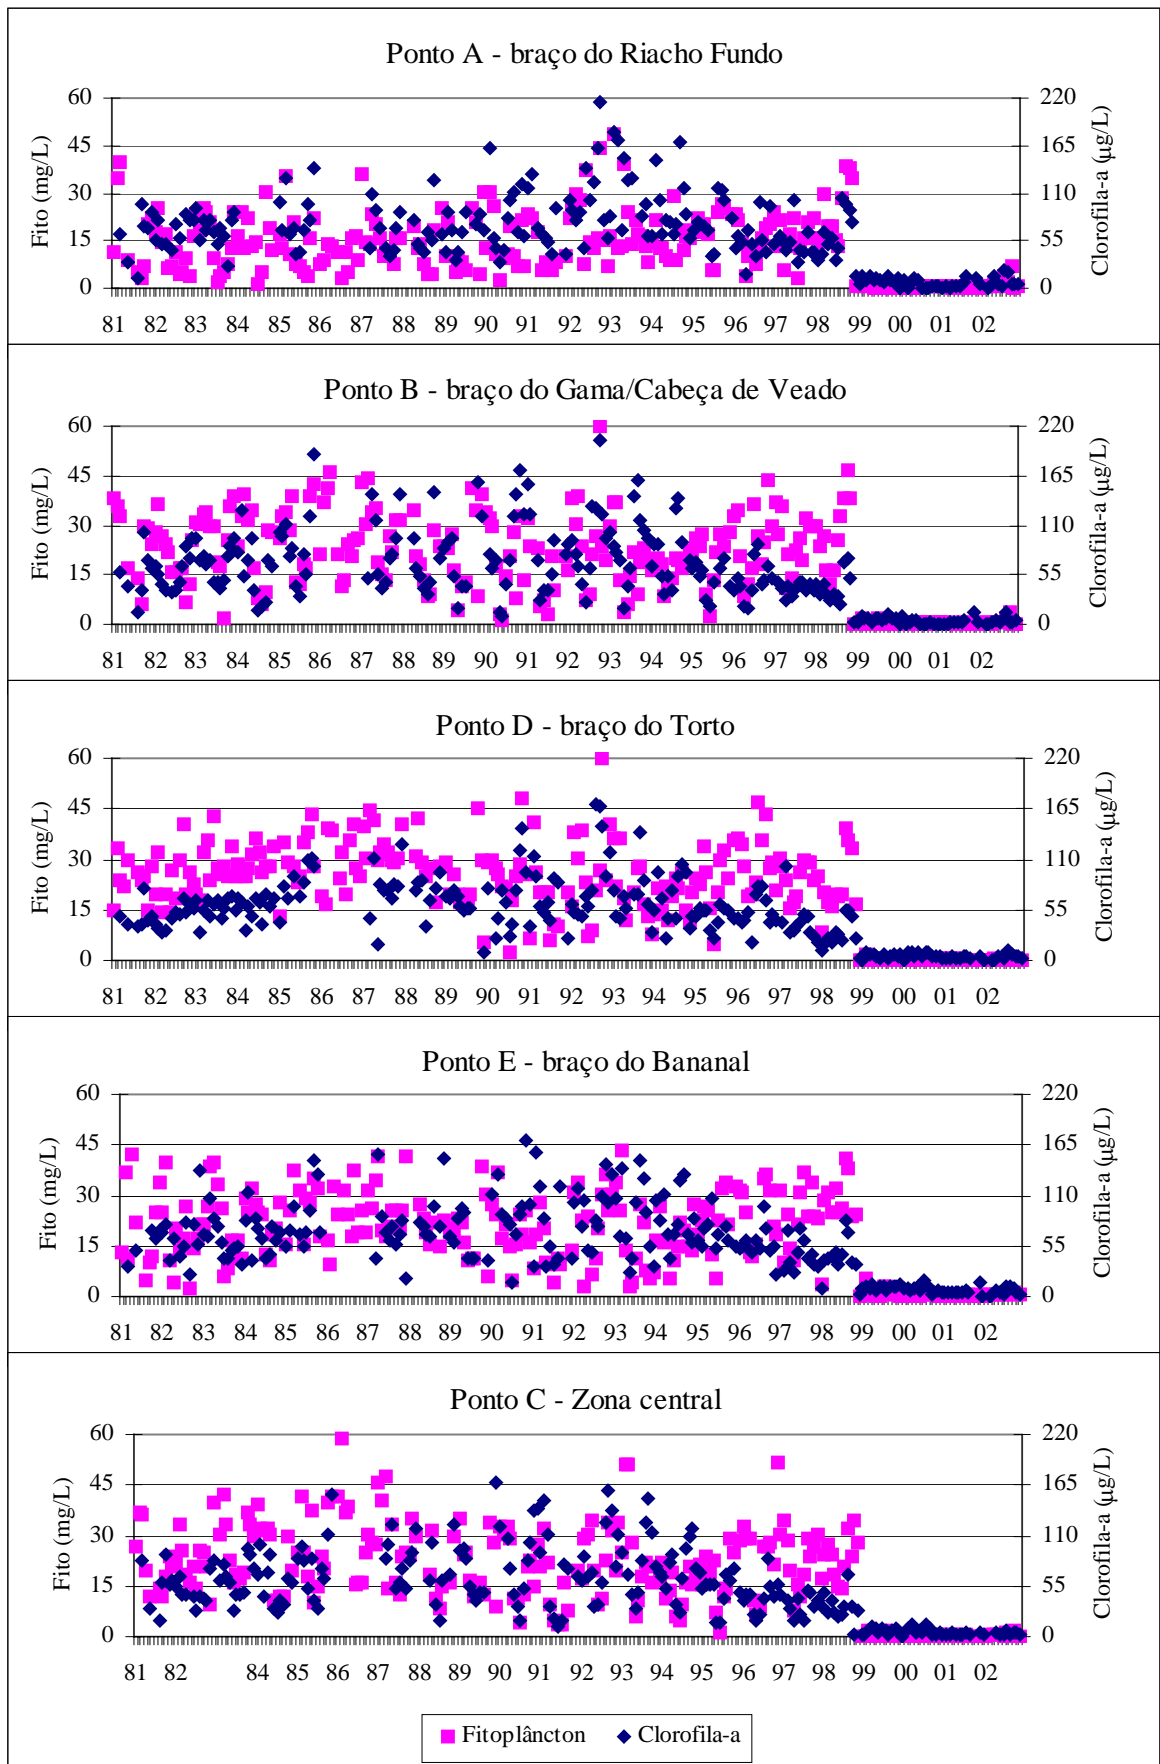 Ponto A - braço do Riacho Fundo
60 220
45 165
30 110
15 55
0 0
Fito (mg/L)
Clorofila-a (µg/L)
81 82 83 84 85 86 87 88 89 90 91 92 93 94 95 96 97 98 99 00 01 02
Ponto B - braço do Gama/Cabeça de Veado
60 220
45 165
30 110
15 55
0 0
Fito (mg/L)
Clorofila-a (µg/L)
81 82 83 84 85 86 87 88 89 90 91 92 93 94 95 96 97 98 99 00 01 02
Ponto D - braço do Torto
60 220
45 165
30 110
15 55
0 0
Fito (mg/L)
Clorofila-a (µg/L)
81 82 83 84 85 86 87 88 89 90 91 92 93 94 95 96 97 98 99 00 01 02
Ponto E - braço do Bananal
60 220
45 165
30 110
15 55
0 0
Fito (mg/L)
Clorofila-a (µg/L)
81 82 83 84 85 86 87 88 89 90 91 92 93 94 95 96 97 98 99 00 01 02
Ponto C - Zona central
60 220
45 165
30 110
15 55
0 0
Fito (mg/L)
Clorofila-a (µg/L)
81 82 84 85 86 87 88 89 90 91 92 93 94 95 96 97 98 99 00 01 02
Fitoplâncton Clorofila-a